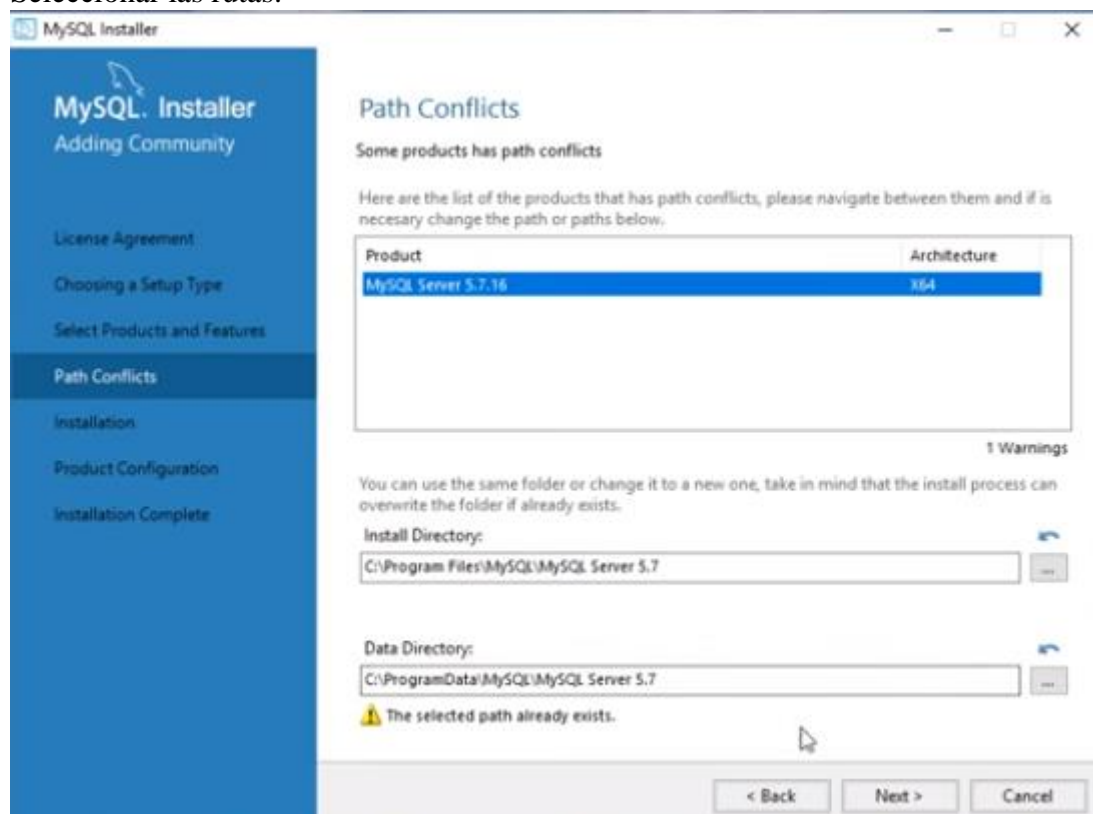 Seleccionar las rutas.
MySQL Installer
MySQL. Installer
Adding Community
License Agreement
Choosing a Setup Type
Select Products and Features
Path Conflicts
Installation
Product Configuration
Installation Complete
Path Conflicts
Some products has path conflicts
Here are the list of the products that has path conflicts, please navigate between them and if is
necesary change the path or paths below.
Product Architecture
MySQL Server 5.7.16 X64
1 Warnings
You can use the same folder or change it to a new one, take in mind that the install process can
overwrite the folder if already exists.
Install Directory:
C:\Program Files\MySQL\MySQL Server 5.7
...
Data Directory:
C:\ProgramData\MySQL\MySQL Server 5.7
...
The selected path already exists.
< Back Next > Cancel